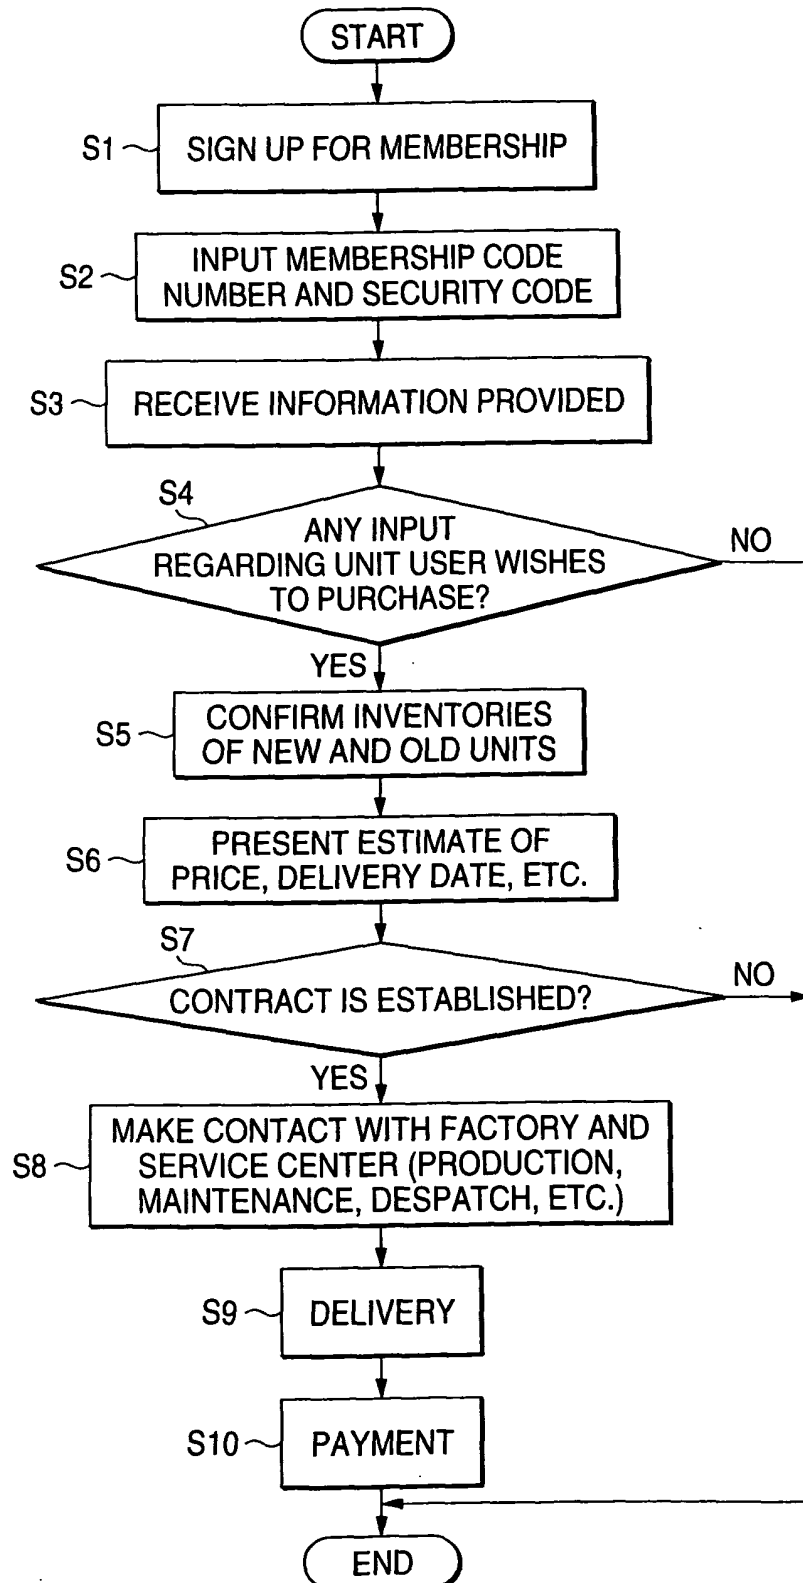 START
S1
SIGN UP FOR MEMBERSHIP
S2
INPUT MEMBERSHIP CODE
NUMBER AND SECURITY CODE
S3
RECEIVE INFORMATION PROVIDED
S4
ANY INPUT
REGARDING UNIT USER WISHES
TO PURCHASE?
NO
YES
S5
CONFIRM INVENTORIES
OF NEW AND OLD UNITS
S6
PRESENT ESTIMATE OF
PRICE, DELIVERY DATE, ETC.
S7
CONTRACT IS ESTABLISHED?
NO
YES
S8
MAKE CONTACT WITH FACTORY AND
SERVICE CENTER (PRODUCTION,
MAINTENANCE, DESPATCH, ETC.)
S9
DELIVERY
S10
PAYMENT
END